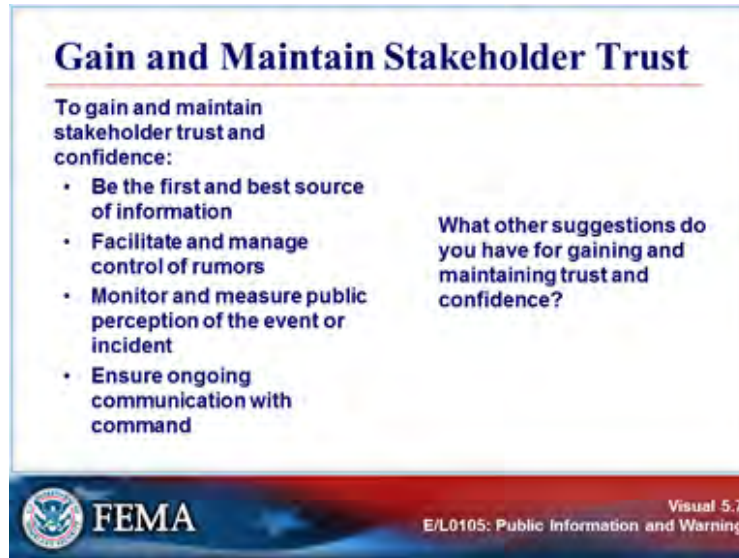 Gain and Maintain Stakeholder Trust
To gain and maintain
stakeholder trust and
confidence:
• Be the first and best source
of information
• Facilitate and manage
control of rumors
• Monitor and measure public
perception of the event or
incident
• Ensure ongoing
communication with
command
What other suggestions do
you have for gaining and
maintaining trust and
confidence?
FEMA
Visual 5.7
E/L0105: Public Information and Warning